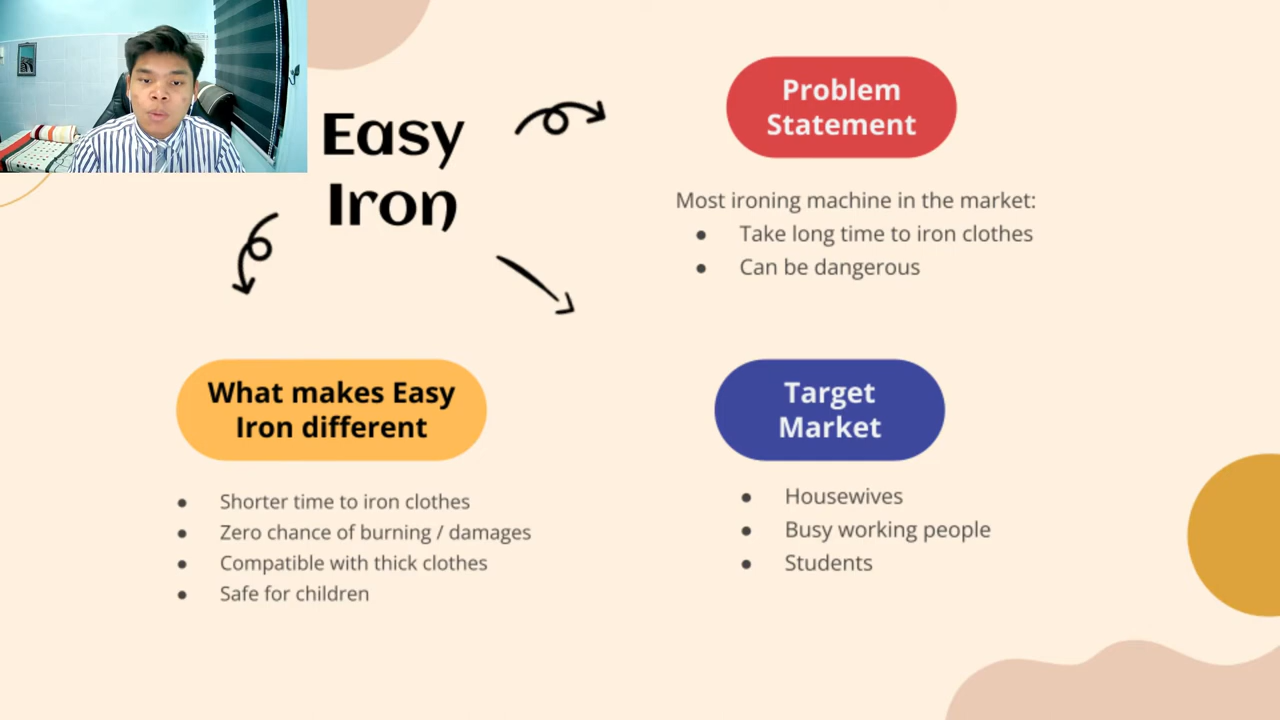 Easy
Iron
Problem
Statement
Most ironing machine in the market:
● Take long time to iron clothes
● Can be dangerous
What makes Easy
Iron different
● Shorter time to iron clothes
● Zero chance of burning / damages
● Compatible with thick clothes
● Safe for children
Target
Market
● Housewives
● Busy working people
● Students